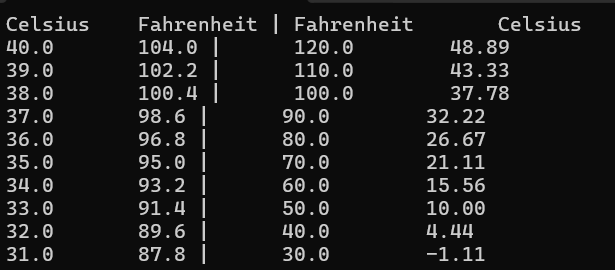 Celsius    Fahrenheit | Fahrenheit       Celsius
40.0       104.0 |      120.0        48.89
39.0       102.2 |      110.0        43.33
38.0       100.4 |      100.0        37.78
37.0       98.6 |      90.0        32.22
36.0       96.8 |      80.0        26.67
35.0       95.0 |      70.0        21.11
34.0       93.2 |      60.0        15.56
33.0       91.4 |      50.0        10.00
32.0       89.6 |      40.0        4.44
31.0       87.8 |      30.0        -1.11